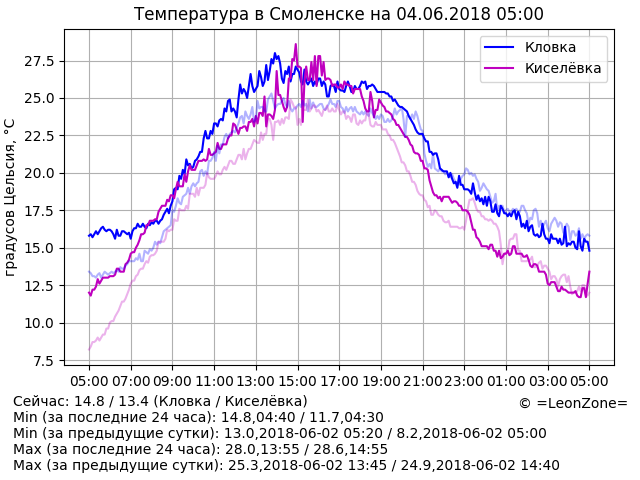 Температура в Смоленске на 04.06.2018 05:00
градусов Цельсия, °C
Кловка
Киселёвка
27.5
25.0
22.5
20.0
17.5
15.0
12.5
10.0
7.5
05:00 07:00 09:00 11:00 13:00 15:00 17:00 19:00 21:00 23:00 01:00 03:00 05:00
Сейчас: 14.8 / 13.4 (Кловка / Киселёвка)
© =LeonZone=
Min (за последние 24 часа): 14.8,04:40 / 11.7,04:30
Min (за предыдущие сутки): 13.0,2018-06-02 05:20 / 8.2,2018-06-02 05:00
Max (за последние 24 часа): 28.0,13:55 / 28.6,14:55
Max (за предыдущие сутки): 25.3,2018-06-02 13:45 / 24.9,2018-06-02 14:40